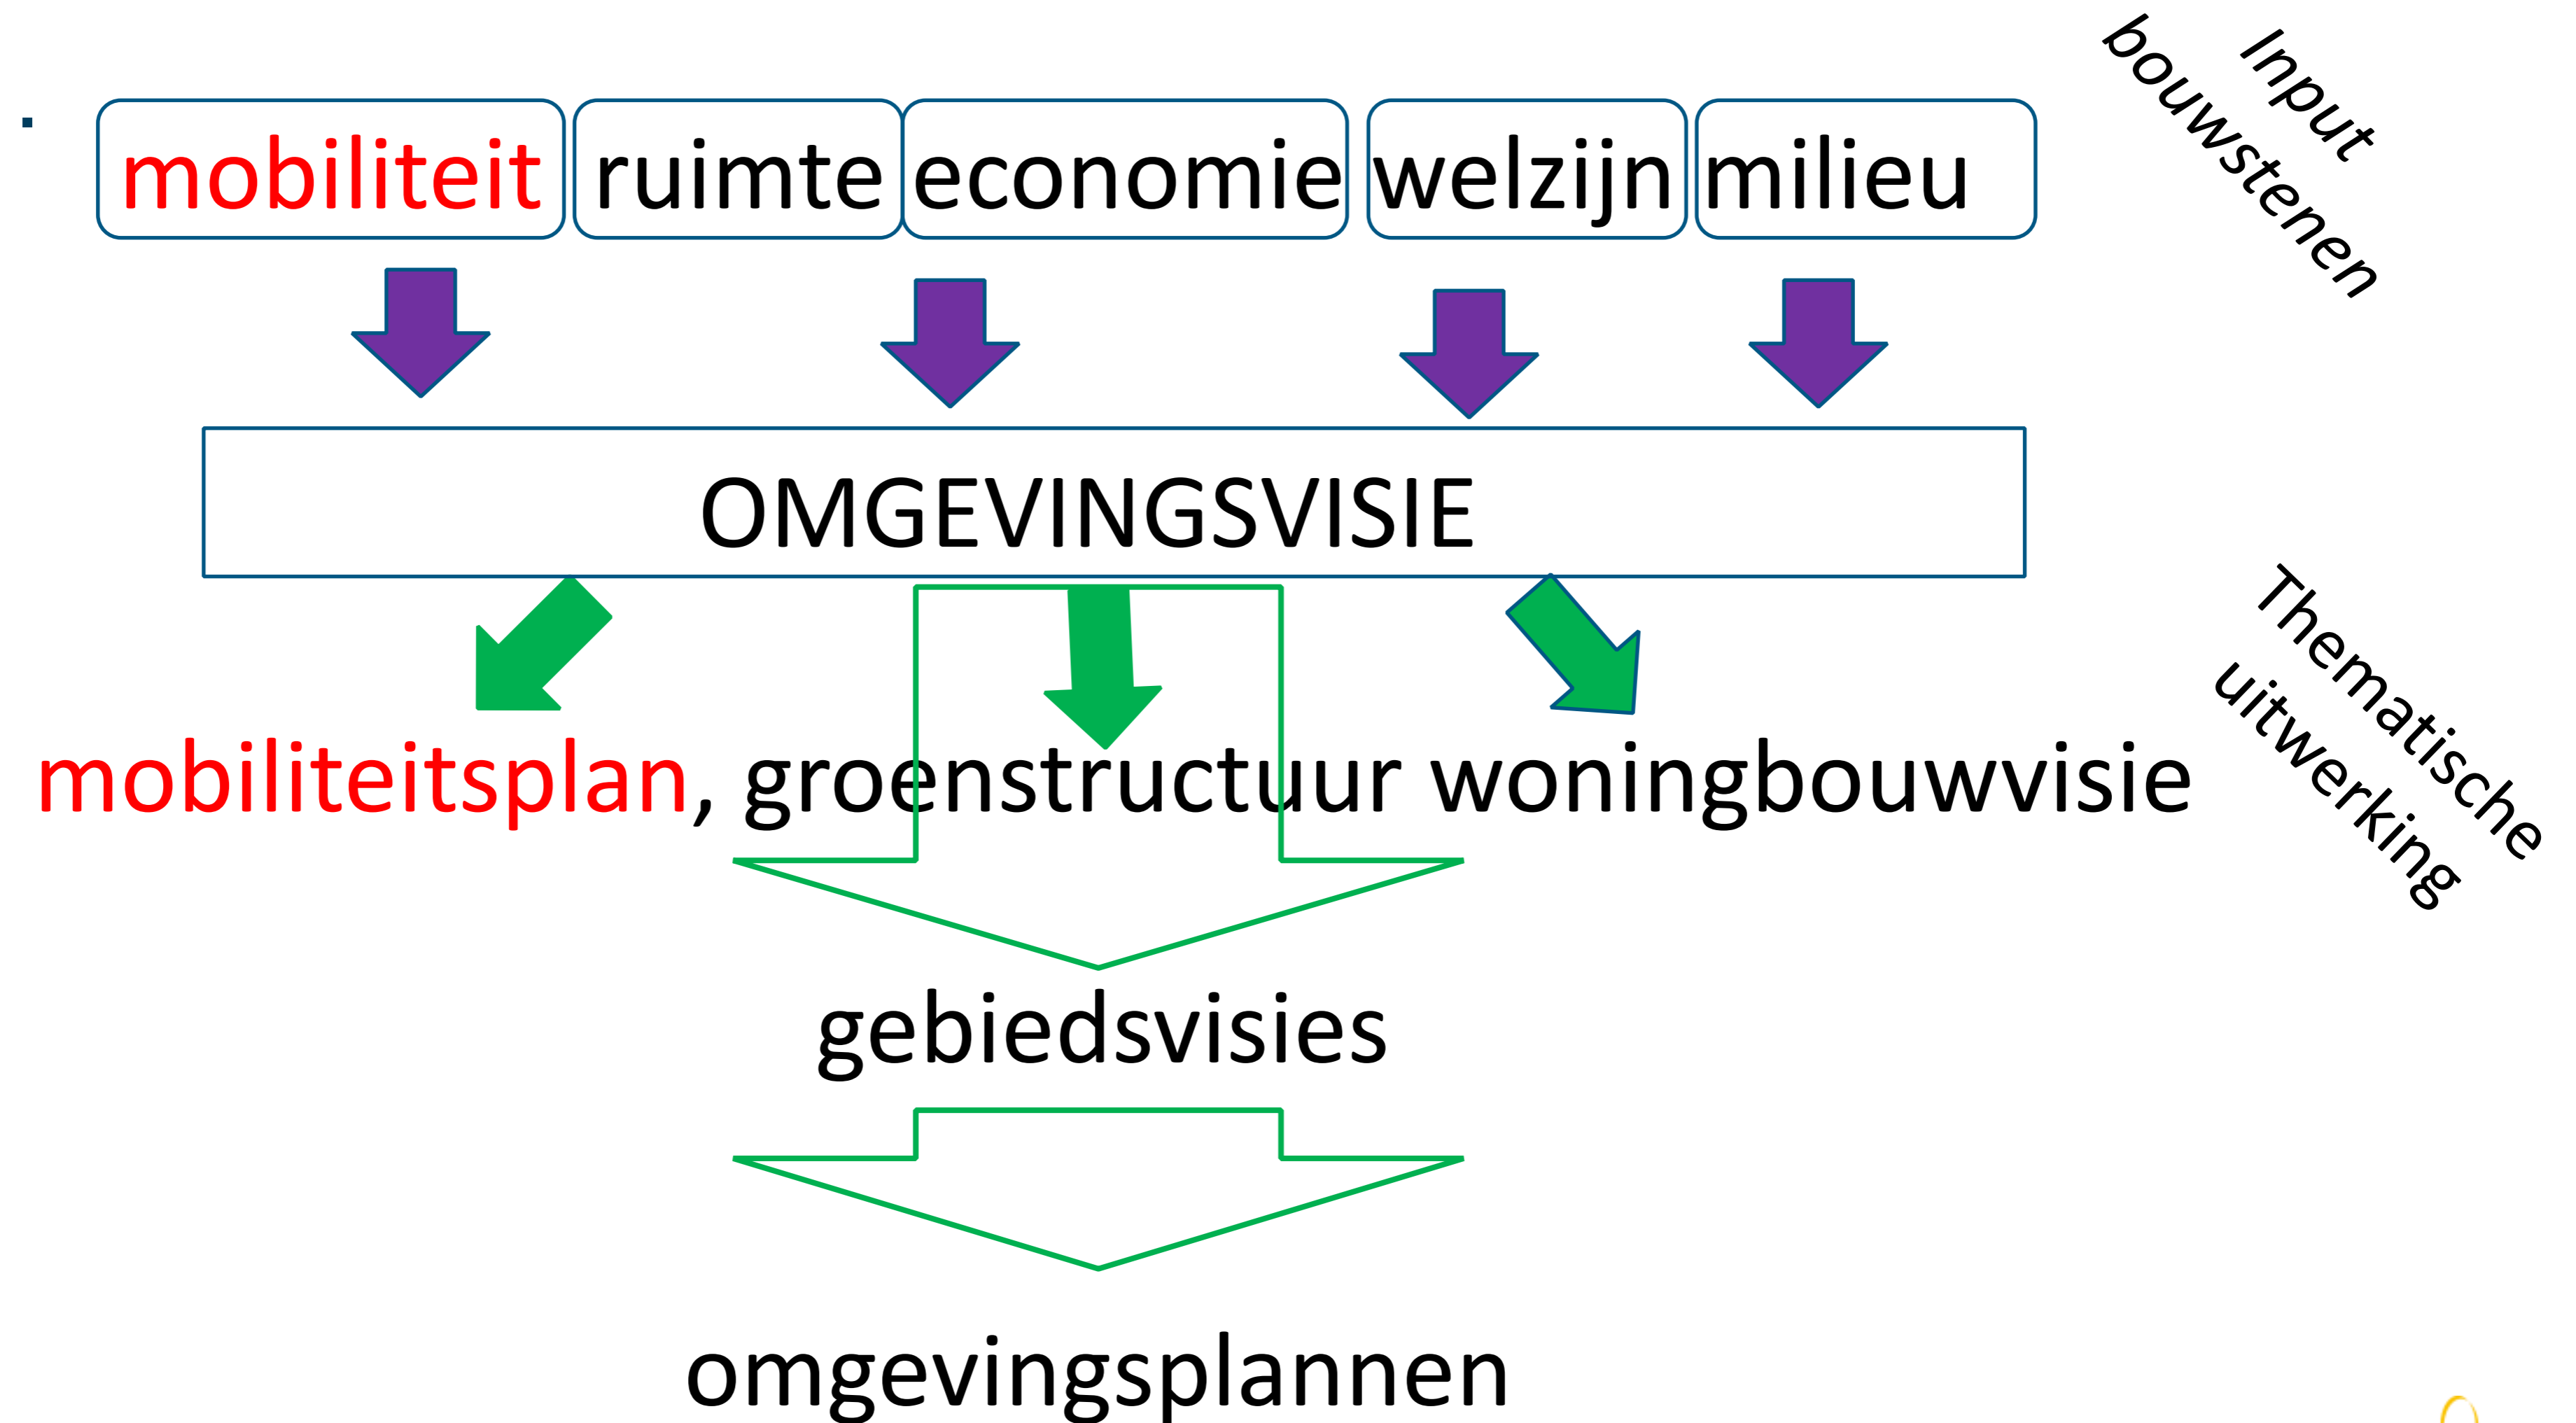 mobiliteit ruimte economie welzijn milieu
Input
bouwstenen
OMGEVINGSVISIE
Thematische
uitwerking
mobiliteitsplan, groenstructuur woningbouwvisie
gebiedsvisies
omgevingsplannen